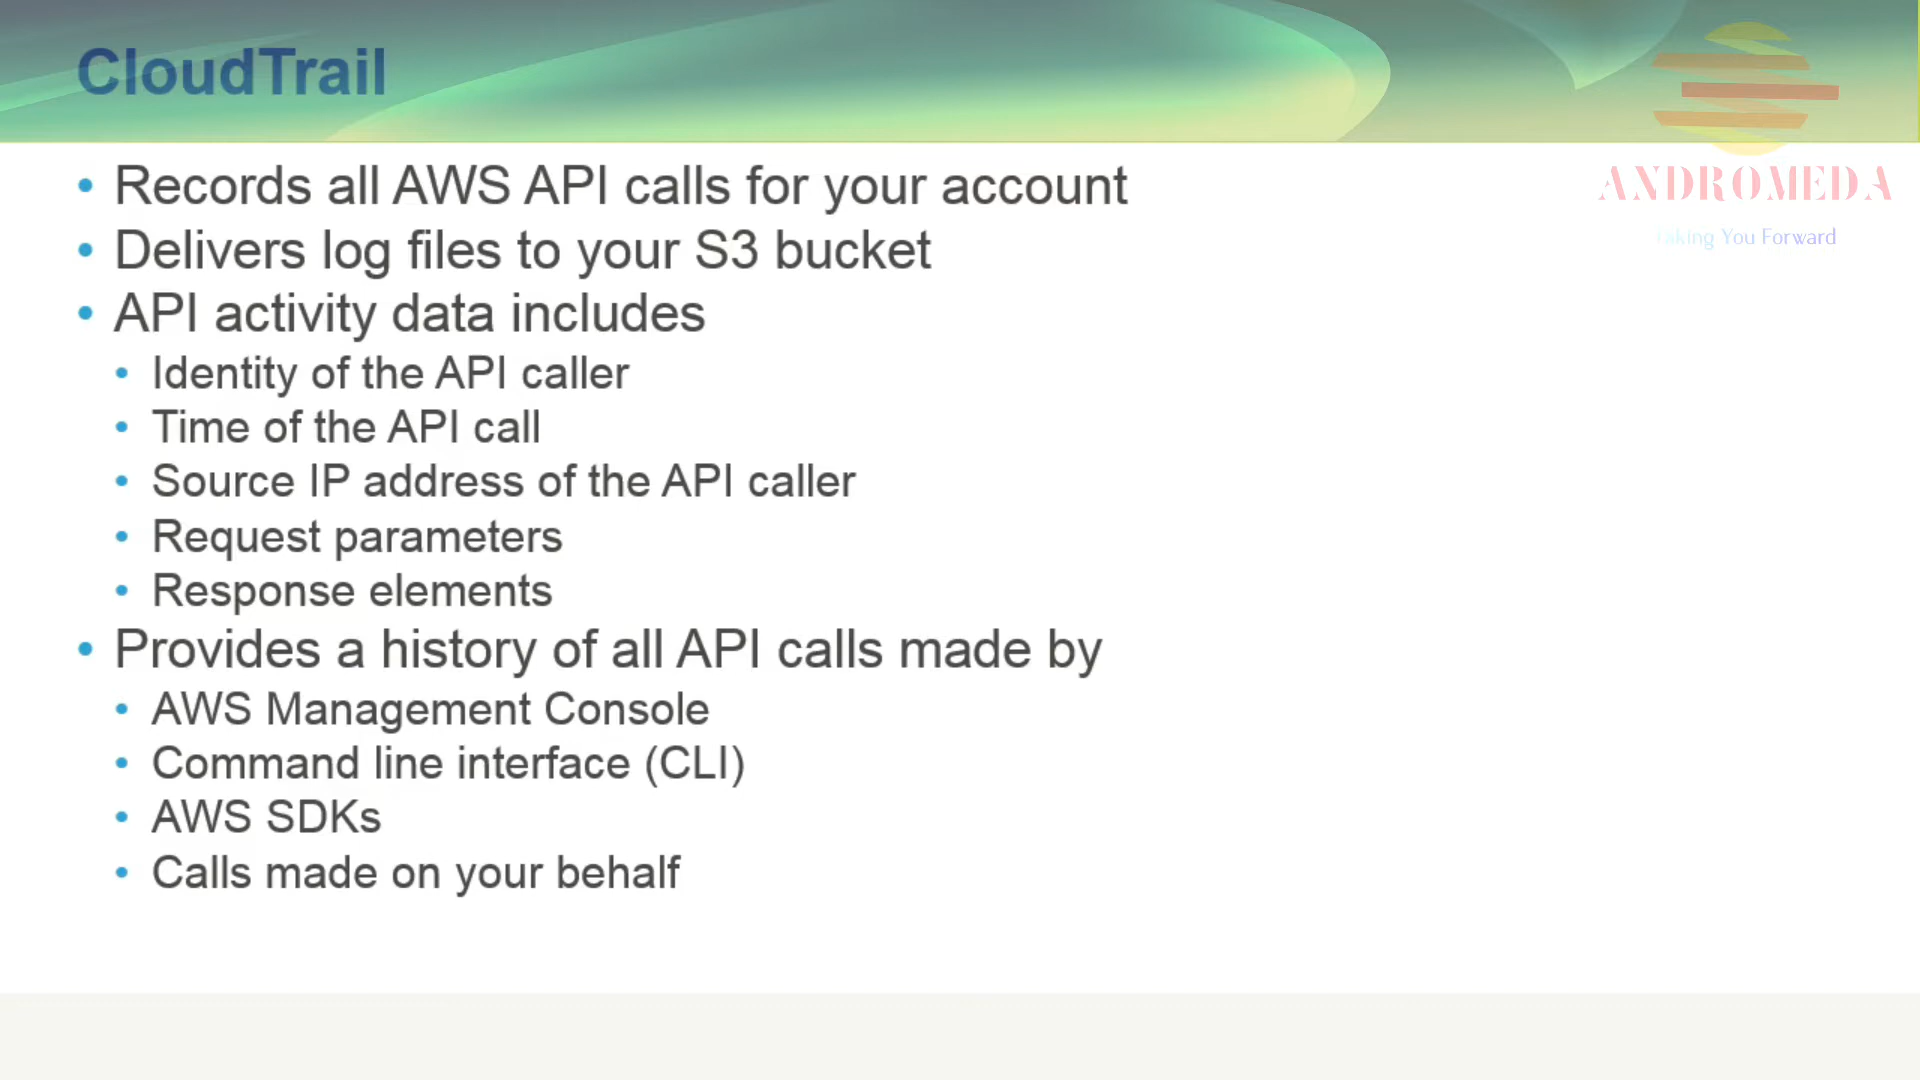 CloudTrail
• Records all AWS API calls for your account
• Delivers log files to your S3 bucket
• API activity data includes
• Identity of the API caller
• Time of the API call
• Source IP address of the API caller
• Request parameters
• Response elements
• Provides a history of all API calls made by
• AWS Management Console
• Command line interface (CLI)
• AWS SDKs
• Calls made on your behalf
ANDROMEDA
Taking You Forward